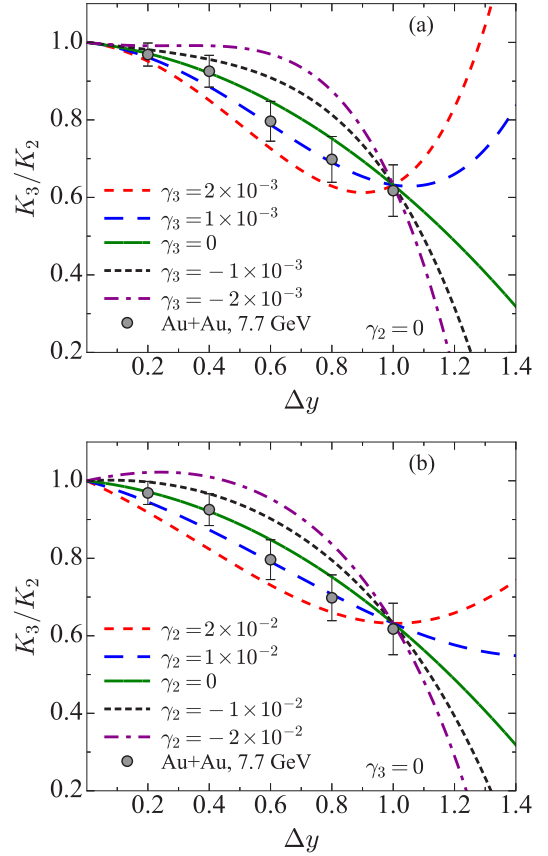 (a)
1.0
0.8
0.6
0.4
0.2
K₃/K₂
γ₃ = 2×10⁻³
γ₃ = 1×10⁻³
γ₃ = 0
γ₃ = −1×10⁻³
γ₃ = −2×10⁻³
Au+Au, 7.7 GeV
γ₂ = 0
0.2 0.4 0.6 0.8 1.0 1.2 1.4
Δy
(b)
1.0
0.8
0.6
0.4
0.2
K₃/K₂
γ₂ = 2×10⁻²
γ₂ = 1×10⁻²
γ₂ = 0
γ₂ = −1×10⁻²
γ₂ = −2×10⁻²
Au+Au, 7.7 GeV
γ₃ = 0
0.2 0.4 0.6 0.8 1.0 1.2 1.4
Δy